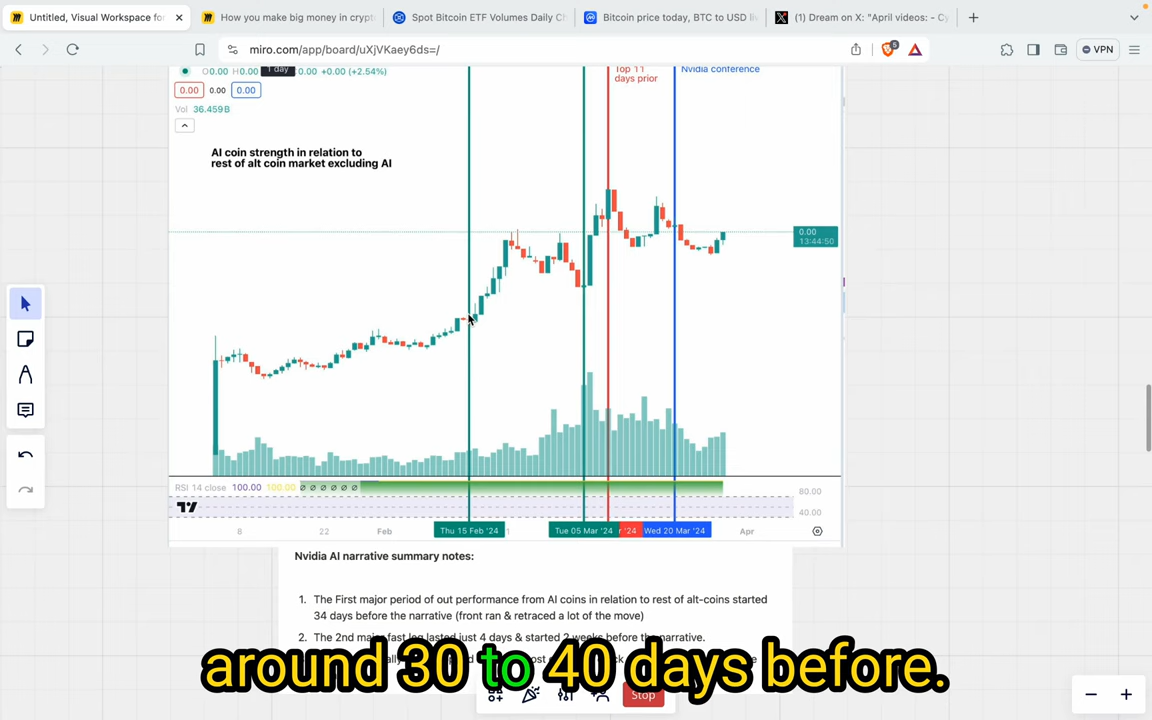 Untitled, Visual Workspace for
How you make big money in crypt
Spot Bitcoin ETF Volumes Daily Ch
Bitcoin price today, BTC to USD li
(1) Dream on X: "April videos: - Cy
miro.com/app/board/uXjVKaey6ds=/
5
VPN
O0.00 H0.00 1 day 0.00 +0.00 (+2.54%)
Top 11
days prior
Nvidia conference
0.00 0.00 0.00
Vol 36.459B
AI coin strength in relation to
rest of alt coin market excluding AI
0.00
13:44:50
RSI 14 close 100.00 100.00 Ø Ø Ø Ø Ø Ø
80.00
40.00
8 22 Feb Thu 15 Feb '24 Tue 05 Mar '24 r '24 Wed 20 Mar '24 Apr
Nvidia AI narrative summary notes:
1. The First major period of out performance from AI coins in relation to rest of alt-coins started
34 days before the narrative (front ran & retraced a lot of the move)
2. The 2nd major fast leg lasted just 4 days & started 2 weeks before the narrative.
around 30 to 40 days before.
Stop